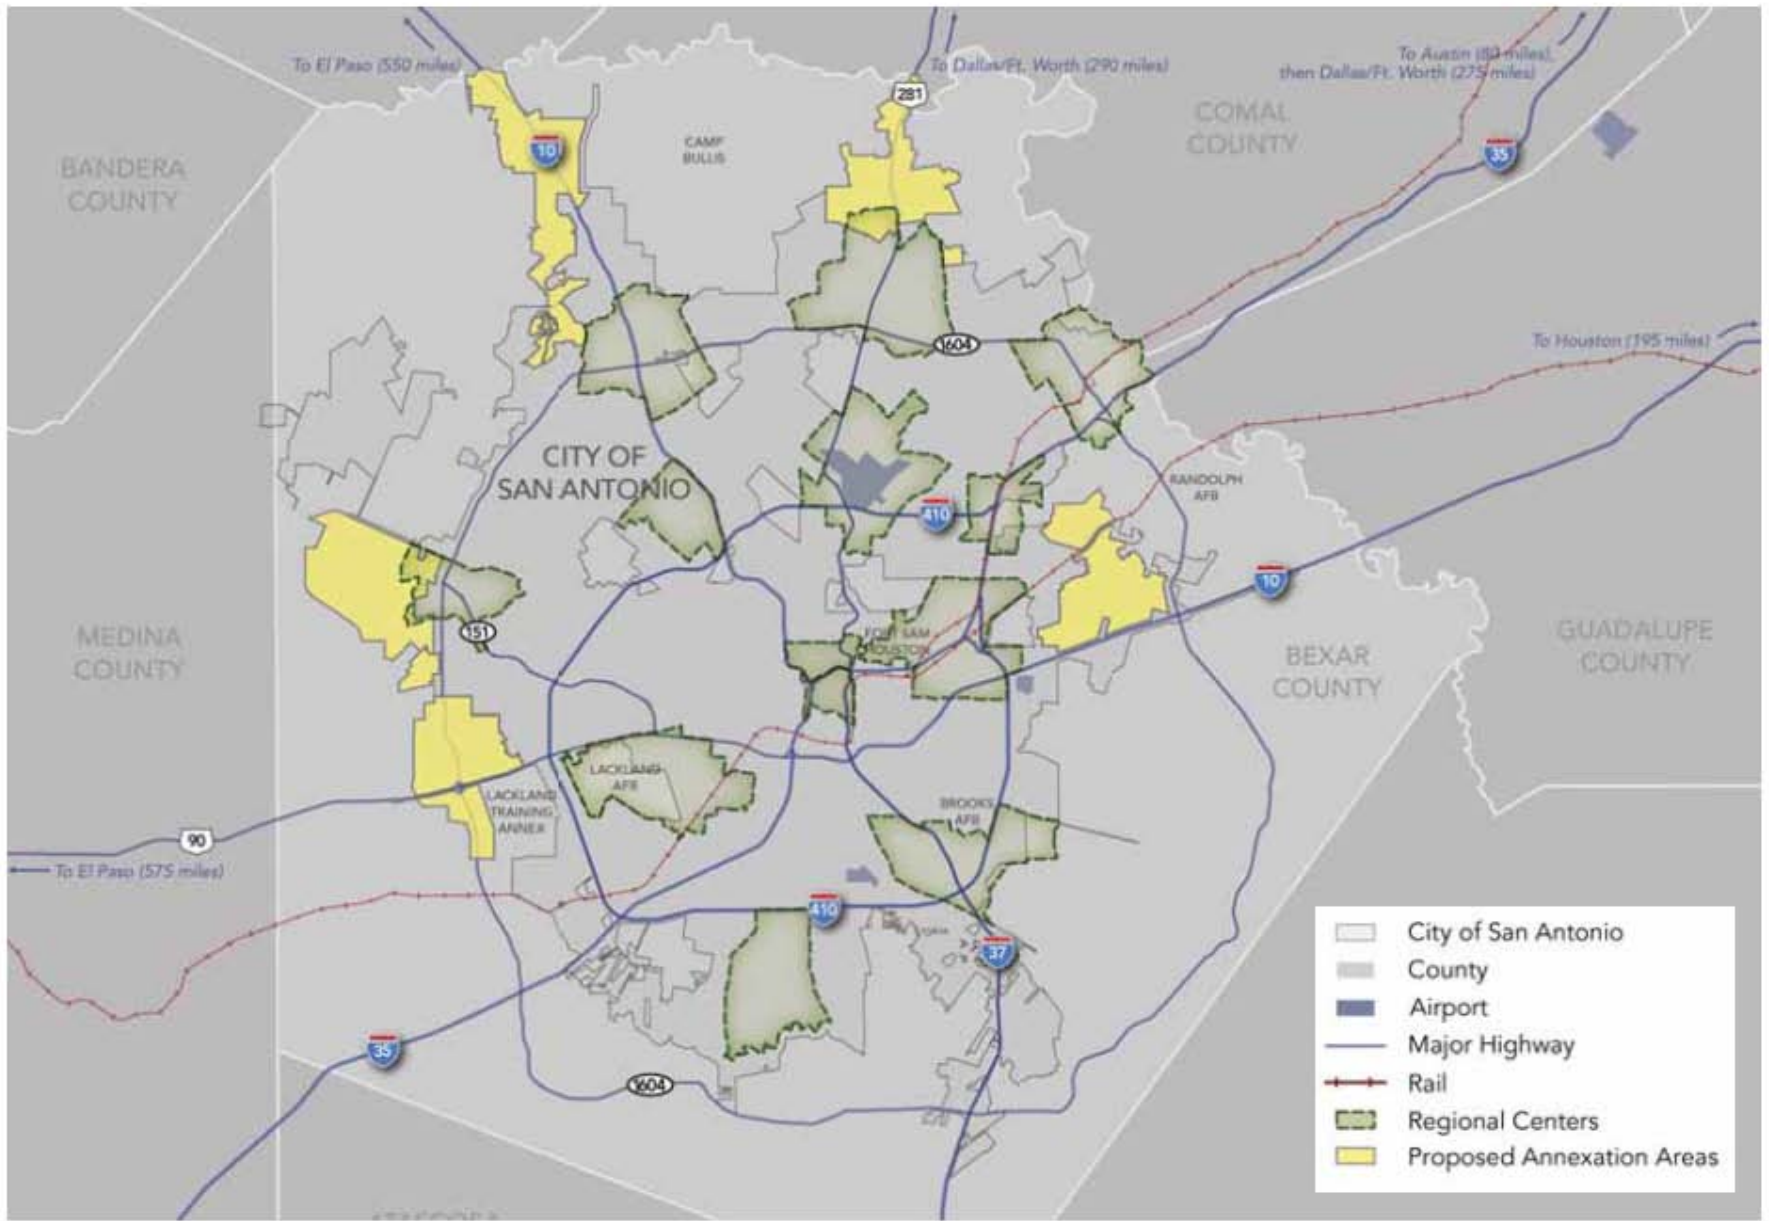 To El Paso (550 miles)
To Dallas/Ft. Worth (290 miles)
To Austin (80 miles),
then Dallas/Ft. Worth (275 miles)
281
COMAL
COUNTY
CAMP
BULLIS
10
35
BANDERA
COUNTY
To Houston (195 miles)
1604
CITY OF
SAN ANTONIO
RANDOLPH
AFB
410
10
151
FORT SAM
HOUSTON
MEDINA
COUNTY
GUADALUPE
COUNTY
BEXAR
COUNTY
LACKLAND
AFB
LACKLAND
TRAINING
ANNEX
BROOKS
AFB
90
To El Paso (575 miles)
410
37
35
1604
City of San Antonio
County
Airport
Major Highway
Rail
Regional Centers
Proposed Annexation Areas